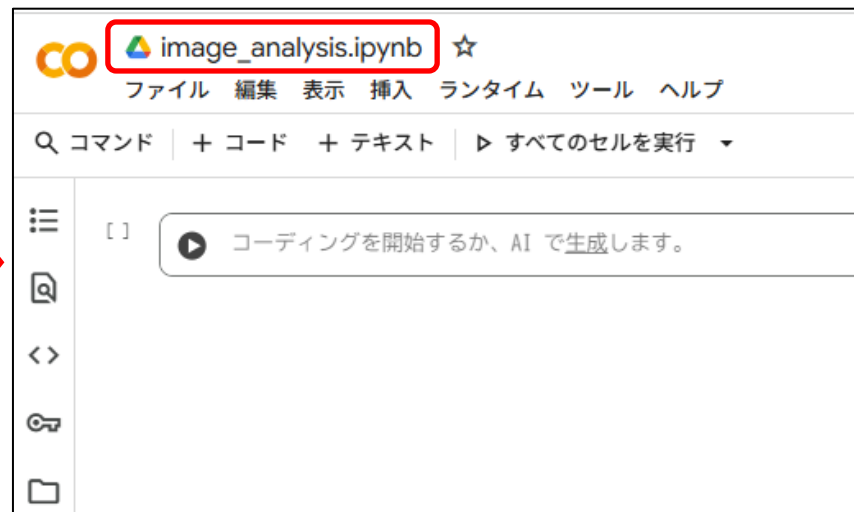 image_analysis.ipynb
ファイル 編集 表示 挿入 ランタイム ツール ヘルプ
コマンド + コード + テキスト すべてのセルを実行
[ ] コーディングを開始するか、AI で生成します。